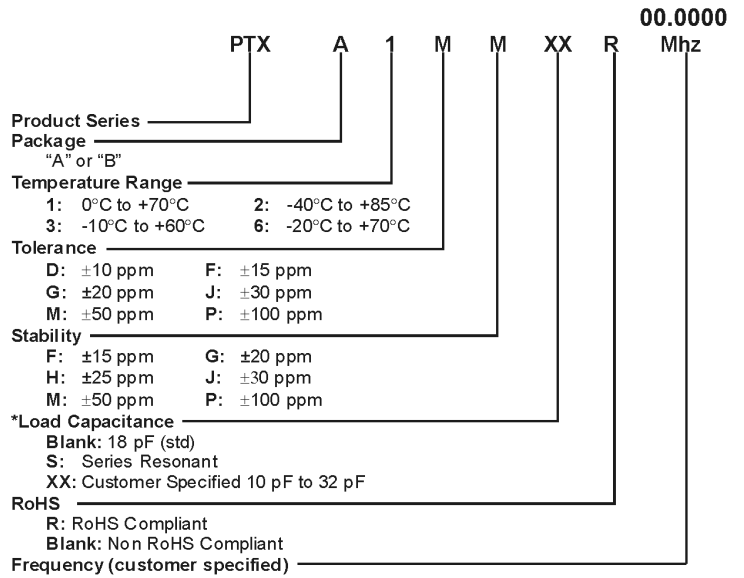 00.0000
PTX A 1 M M XX R Mhz
Product Series
Package
“A” or “B”
Temperature Range
1: 0°C to +70°C 2: -40°C to +85°C
3: -10°C to +60°C 6: -20°C to +70°C
Tolerance
D: ±10 ppm F: ±15 ppm
G: ±20 ppm J: ±30 ppm
M: ±50 ppm P: ±100 ppm
Stability
F: ±15 ppm G: ±20 ppm
H: ±25 ppm J: ±30 ppm
M: ±50 ppm P: ±100 ppm
*Load Capacitance
Blank: 18 pF (std)
S: Series Resonant
XX: Customer Specified 10 pF to 32 pF
RoHS
R: RoHS Compliant
Blank: Non RoHS Compliant
Frequency (customer specified)